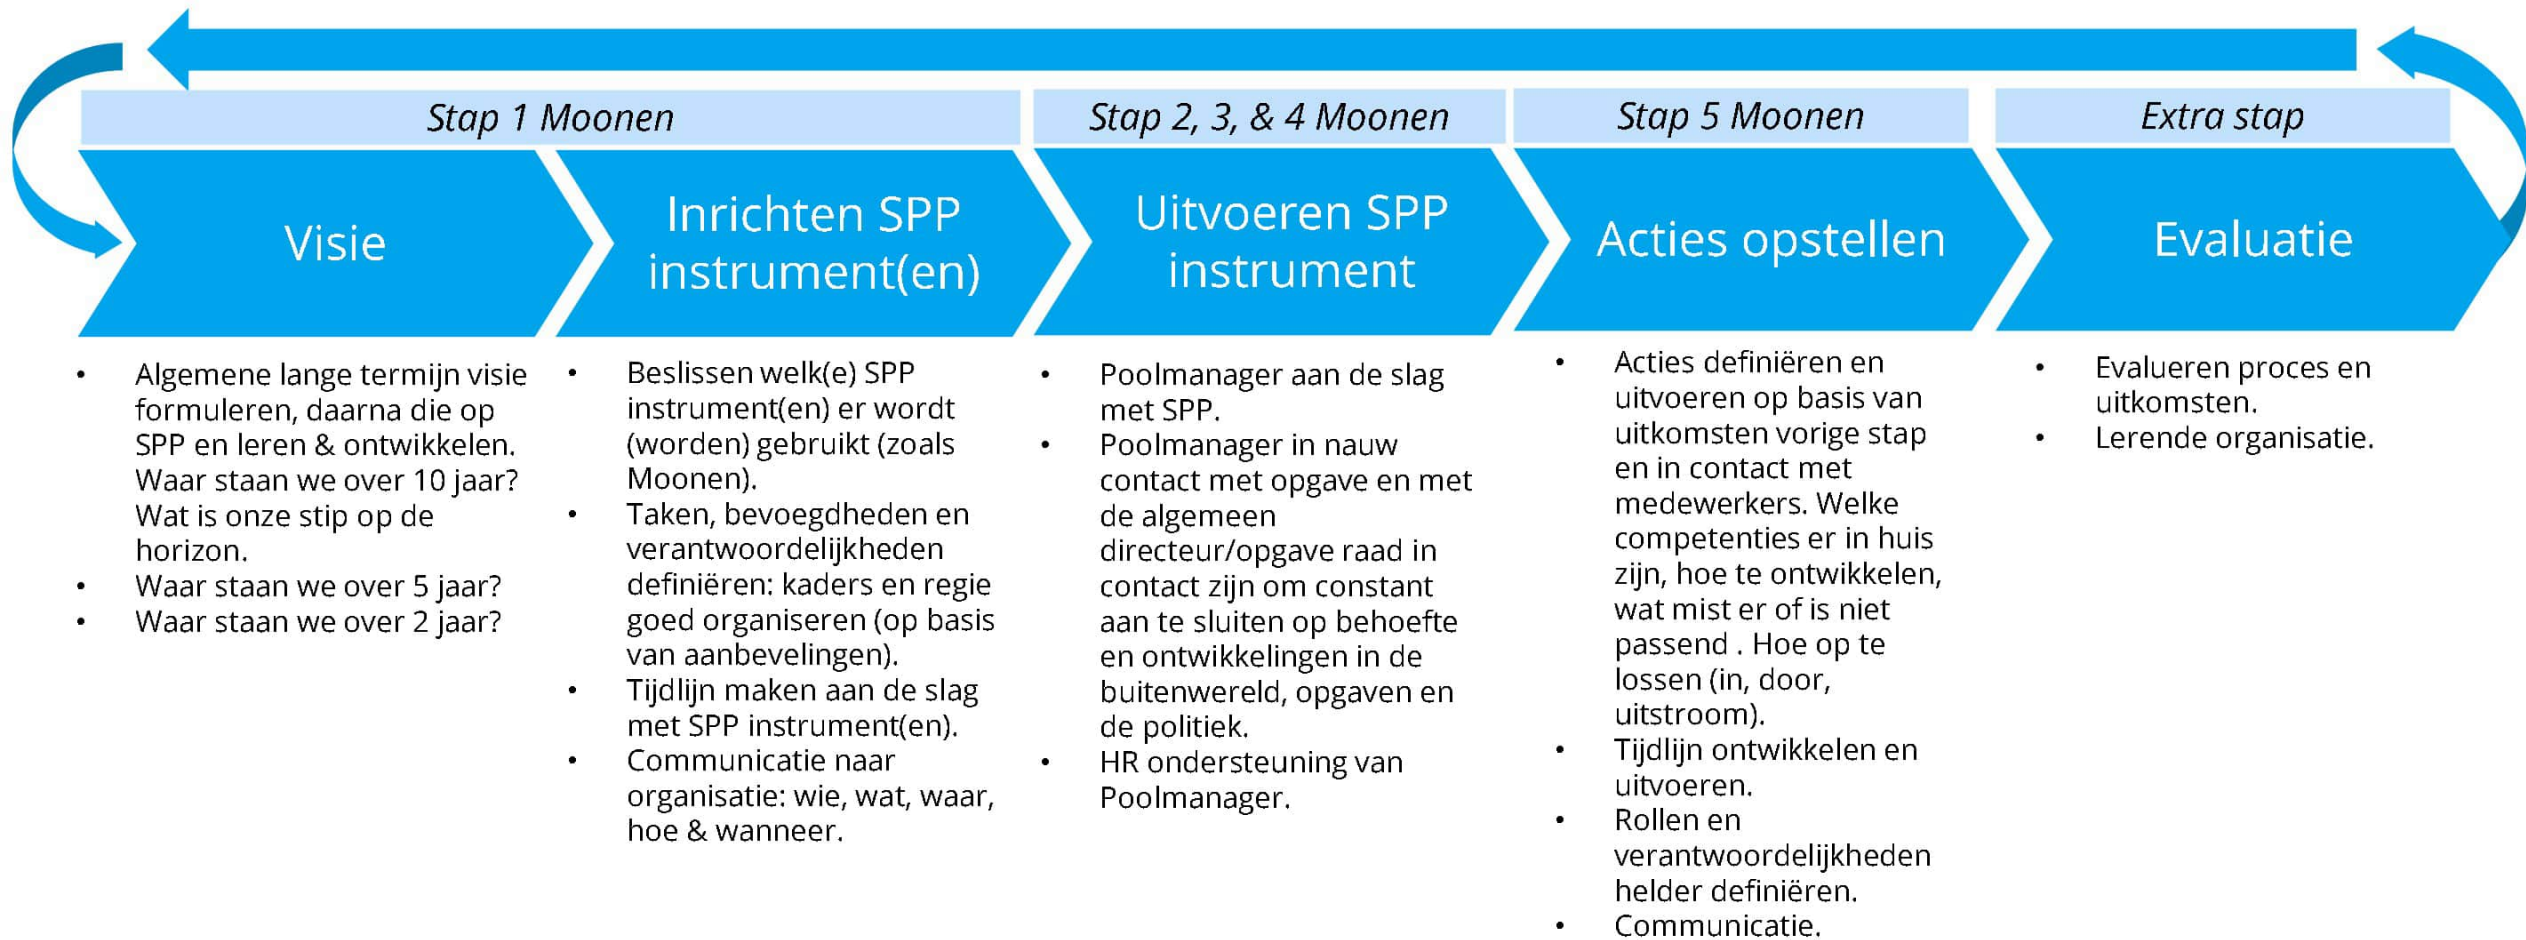 Stap 1 Moonen
Stap 2, 3, & 4 Moonen
Stap 5 Moonen
Extra stap
Visie
Inrichten SPP
instrument(en)
Uitvoeren SPP
instrument
Acties opstellen
Evaluatie
• Algemene lange termijn visie
formuleren, daarna die op
SPP en leren & ontwikkelen.
Waar staan we over 10 jaar?
Wat is onze stip op de
horizon.
• Waar staan we over 5 jaar?
• Waar staan we over 2 jaar?
• Beslissen welk(e) SPP
instrument(en) er wordt
(worden) gebruikt (zoals
Moonen).
• Taken, bevoegdheden en
verantwoordelijkheden
definiëren: kaders en regie
goed organiseren (op basis
van aanbevelingen).
• Tijdlijn maken aan de slag
met SPP instrument(en).
• Communicatie naar
organisatie: wie, wat, waar,
hoe & wanneer.
• Poolmanager aan de slag
met SPP.
• Poolmanager in nauw
contact met opgave en met
de algemeen
directeur/opgave raad in
contact zijn om constant
aan te sluiten op behoefte
en ontwikkelingen in de
buitenwereld, opgaven en
de politiek.
• HR ondersteuning van
Poolmanager.
• Acties definiëren en
uitvoeren op basis van
uitkomsten vorige stap
en in contact met
medewerkers. Welke
competenties er in huis
zijn, hoe te ontwikkelen,
wat mist er of is niet
passend . Hoe op te
lossen (in, door,
uitstroom).
• Tijdlijn ontwikkelen en
uitvoeren.
• Rollen en
verantwoordelijkheden
helder definiëren.
• Communicatie.
• Evalueren proces en
uitkomsten.
• Lerende organisatie.